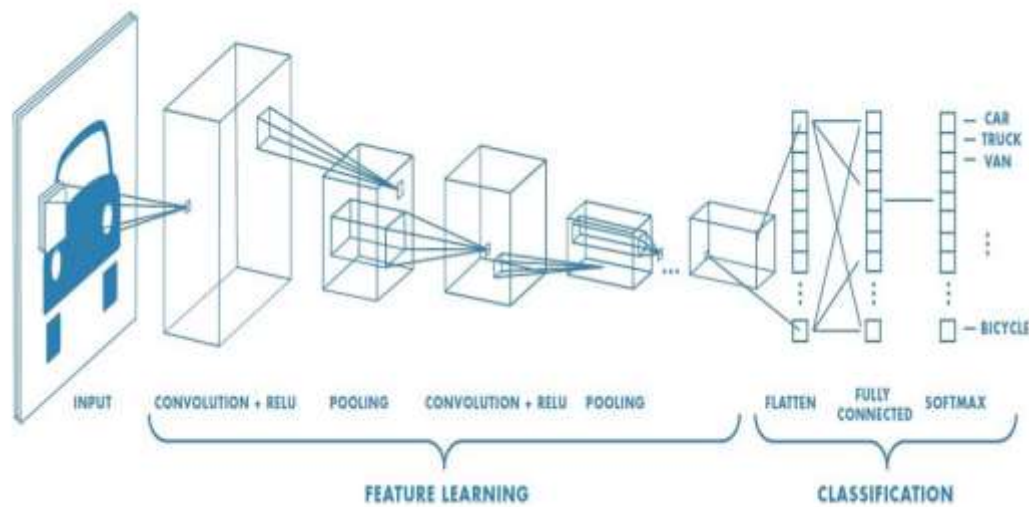 CAR
TRUCK
VAN
BICYCLE
INPUT
CONVOLUTION + RELU
POOLING
CONVOLUTION + RELU
POOLING
FLATTEN
FULLY
CONNECTED
SOFTMAX
FEATURE LEARNING
CLASSIFICATION